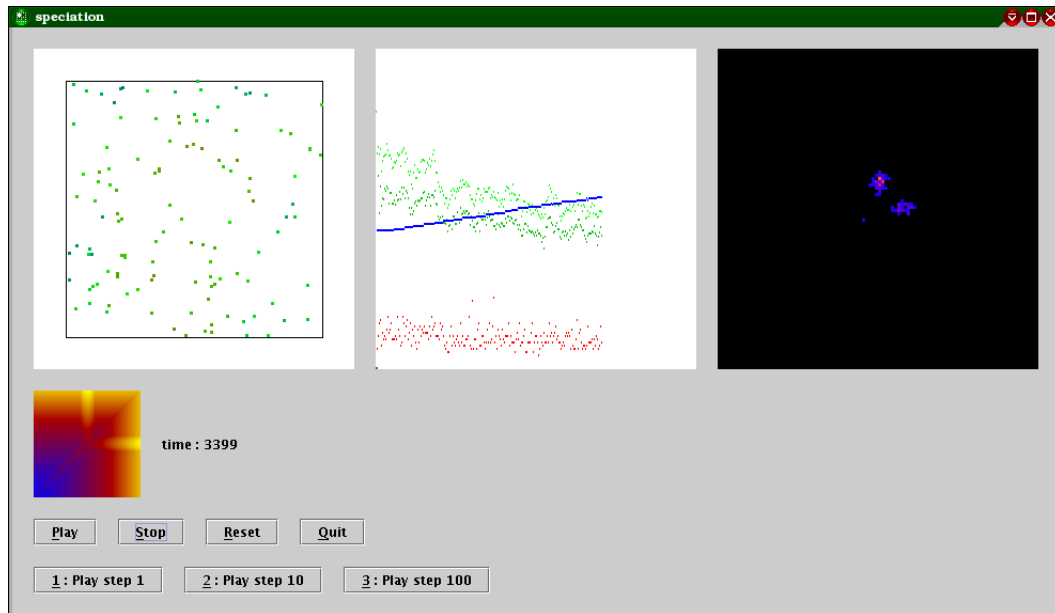 speciation
time : 3399
Play Stop Reset Quit
1 : Play step 1 2 : Play step 10 3 : Play step 100